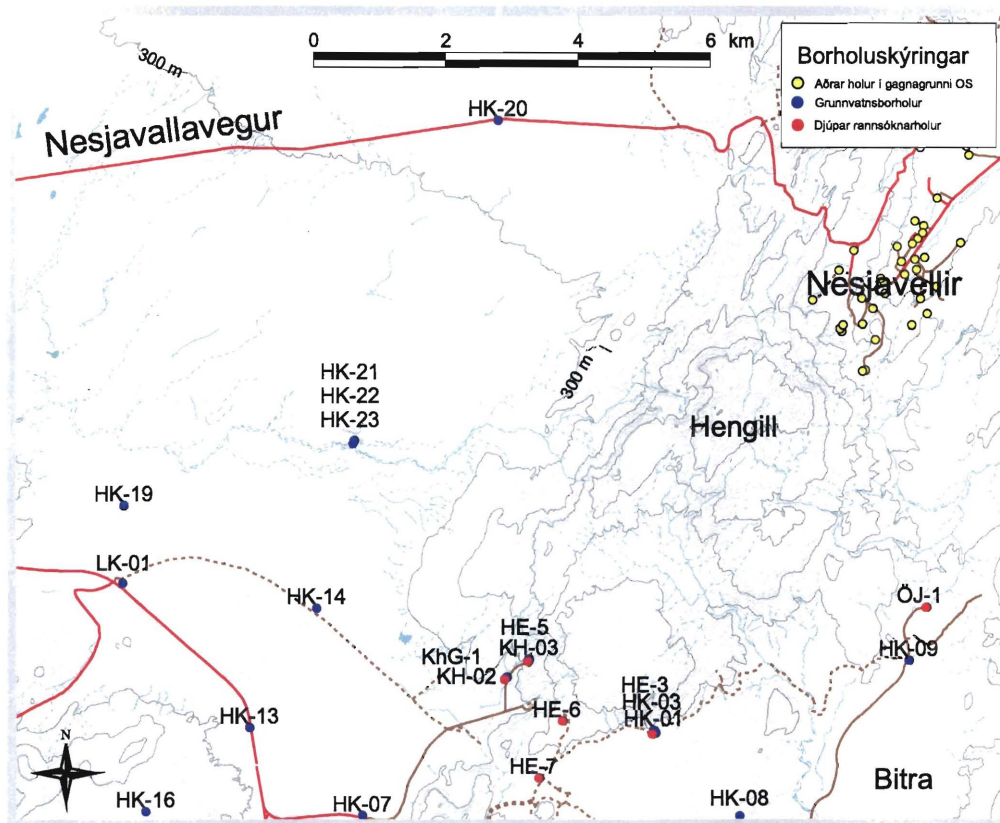 0 2 4 6 km
Borholuskýringar
Aðrar holur í gagnagrunni OS
Grunnvatnsborholur
Djúpar rannsóknarholur
300 m
HK-20
Nesjavallavegur
Nesjavellir
300 m
HK-21
HK-22
HK-23
Hengill
HK-19
LK-01
HK-14
ÖJ-1
HE-5
KhG-1
KH-03
KH-02
HK-09
HE-3
HK-03
HK-01
HE-6
HK-13
N
HE-7
Bitra
HK-16
HK-07
HK-08